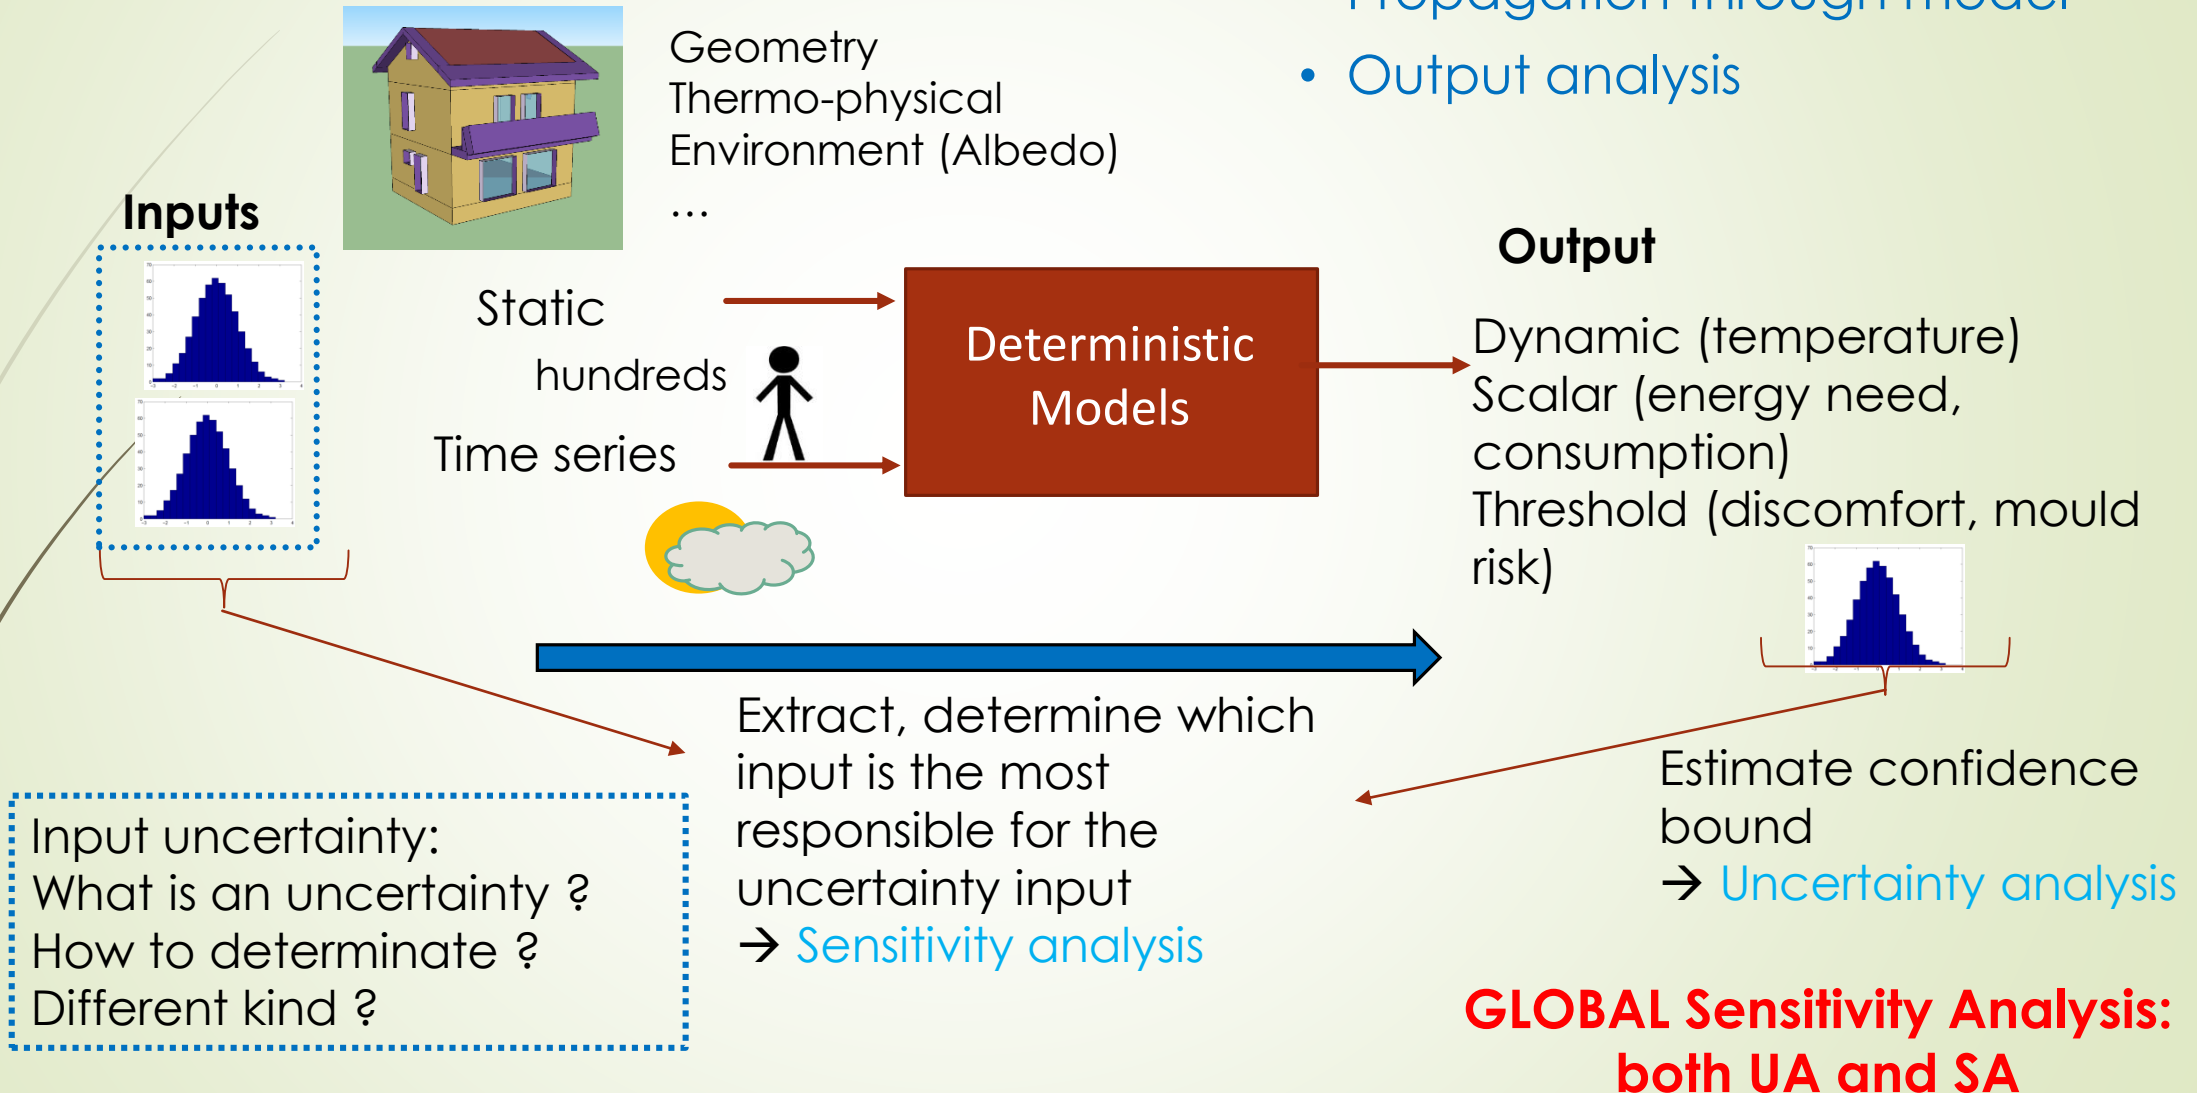 Propagation through model
• Output analysis
Geometry
Thermo-physical
Environment (Albedo)
…
Inputs
Static
hundreds
Time series
Deterministic
Models
Output
Dynamic (temperature)
Scalar (energy need,
consumption)
Threshold (discomfort, mould
risk)
Extract, determine which
input is the most
responsible for the
uncertainty input
→ Sensitivity analysis
Estimate confidence
bound
→ Uncertainty analysis
Input uncertainty:
What is an uncertainty ?
How to determinate ?
Different kind ?
GLOBAL Sensitivity Analysis:
both UA and SA